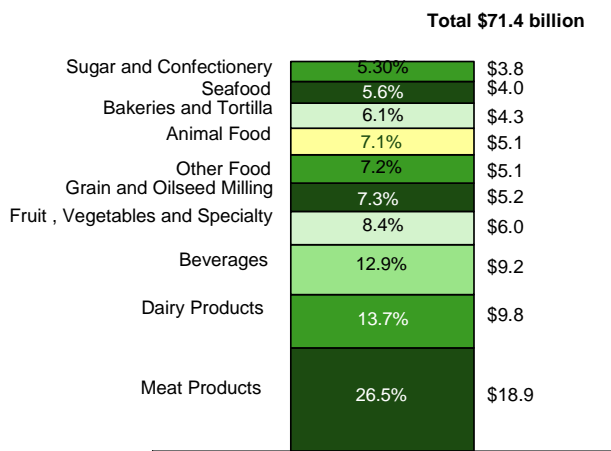 Total $71.4 billion
Sugar and Confectionery 5.30% $3.8
Seafood 5.6% $4.0
Bakeries and Tortilla 6.1% $4.3
Animal Food 7.1% $5.1
Other Food 7.2% $5.1
Grain and Oilseed Milling 7.3% $5.2
Fruit , Vegetables and Specialty 8.4% $6.0
Beverages 12.9% $9.2
Dairy Products 13.7% $9.8
Meat Products 26.5% $18.9